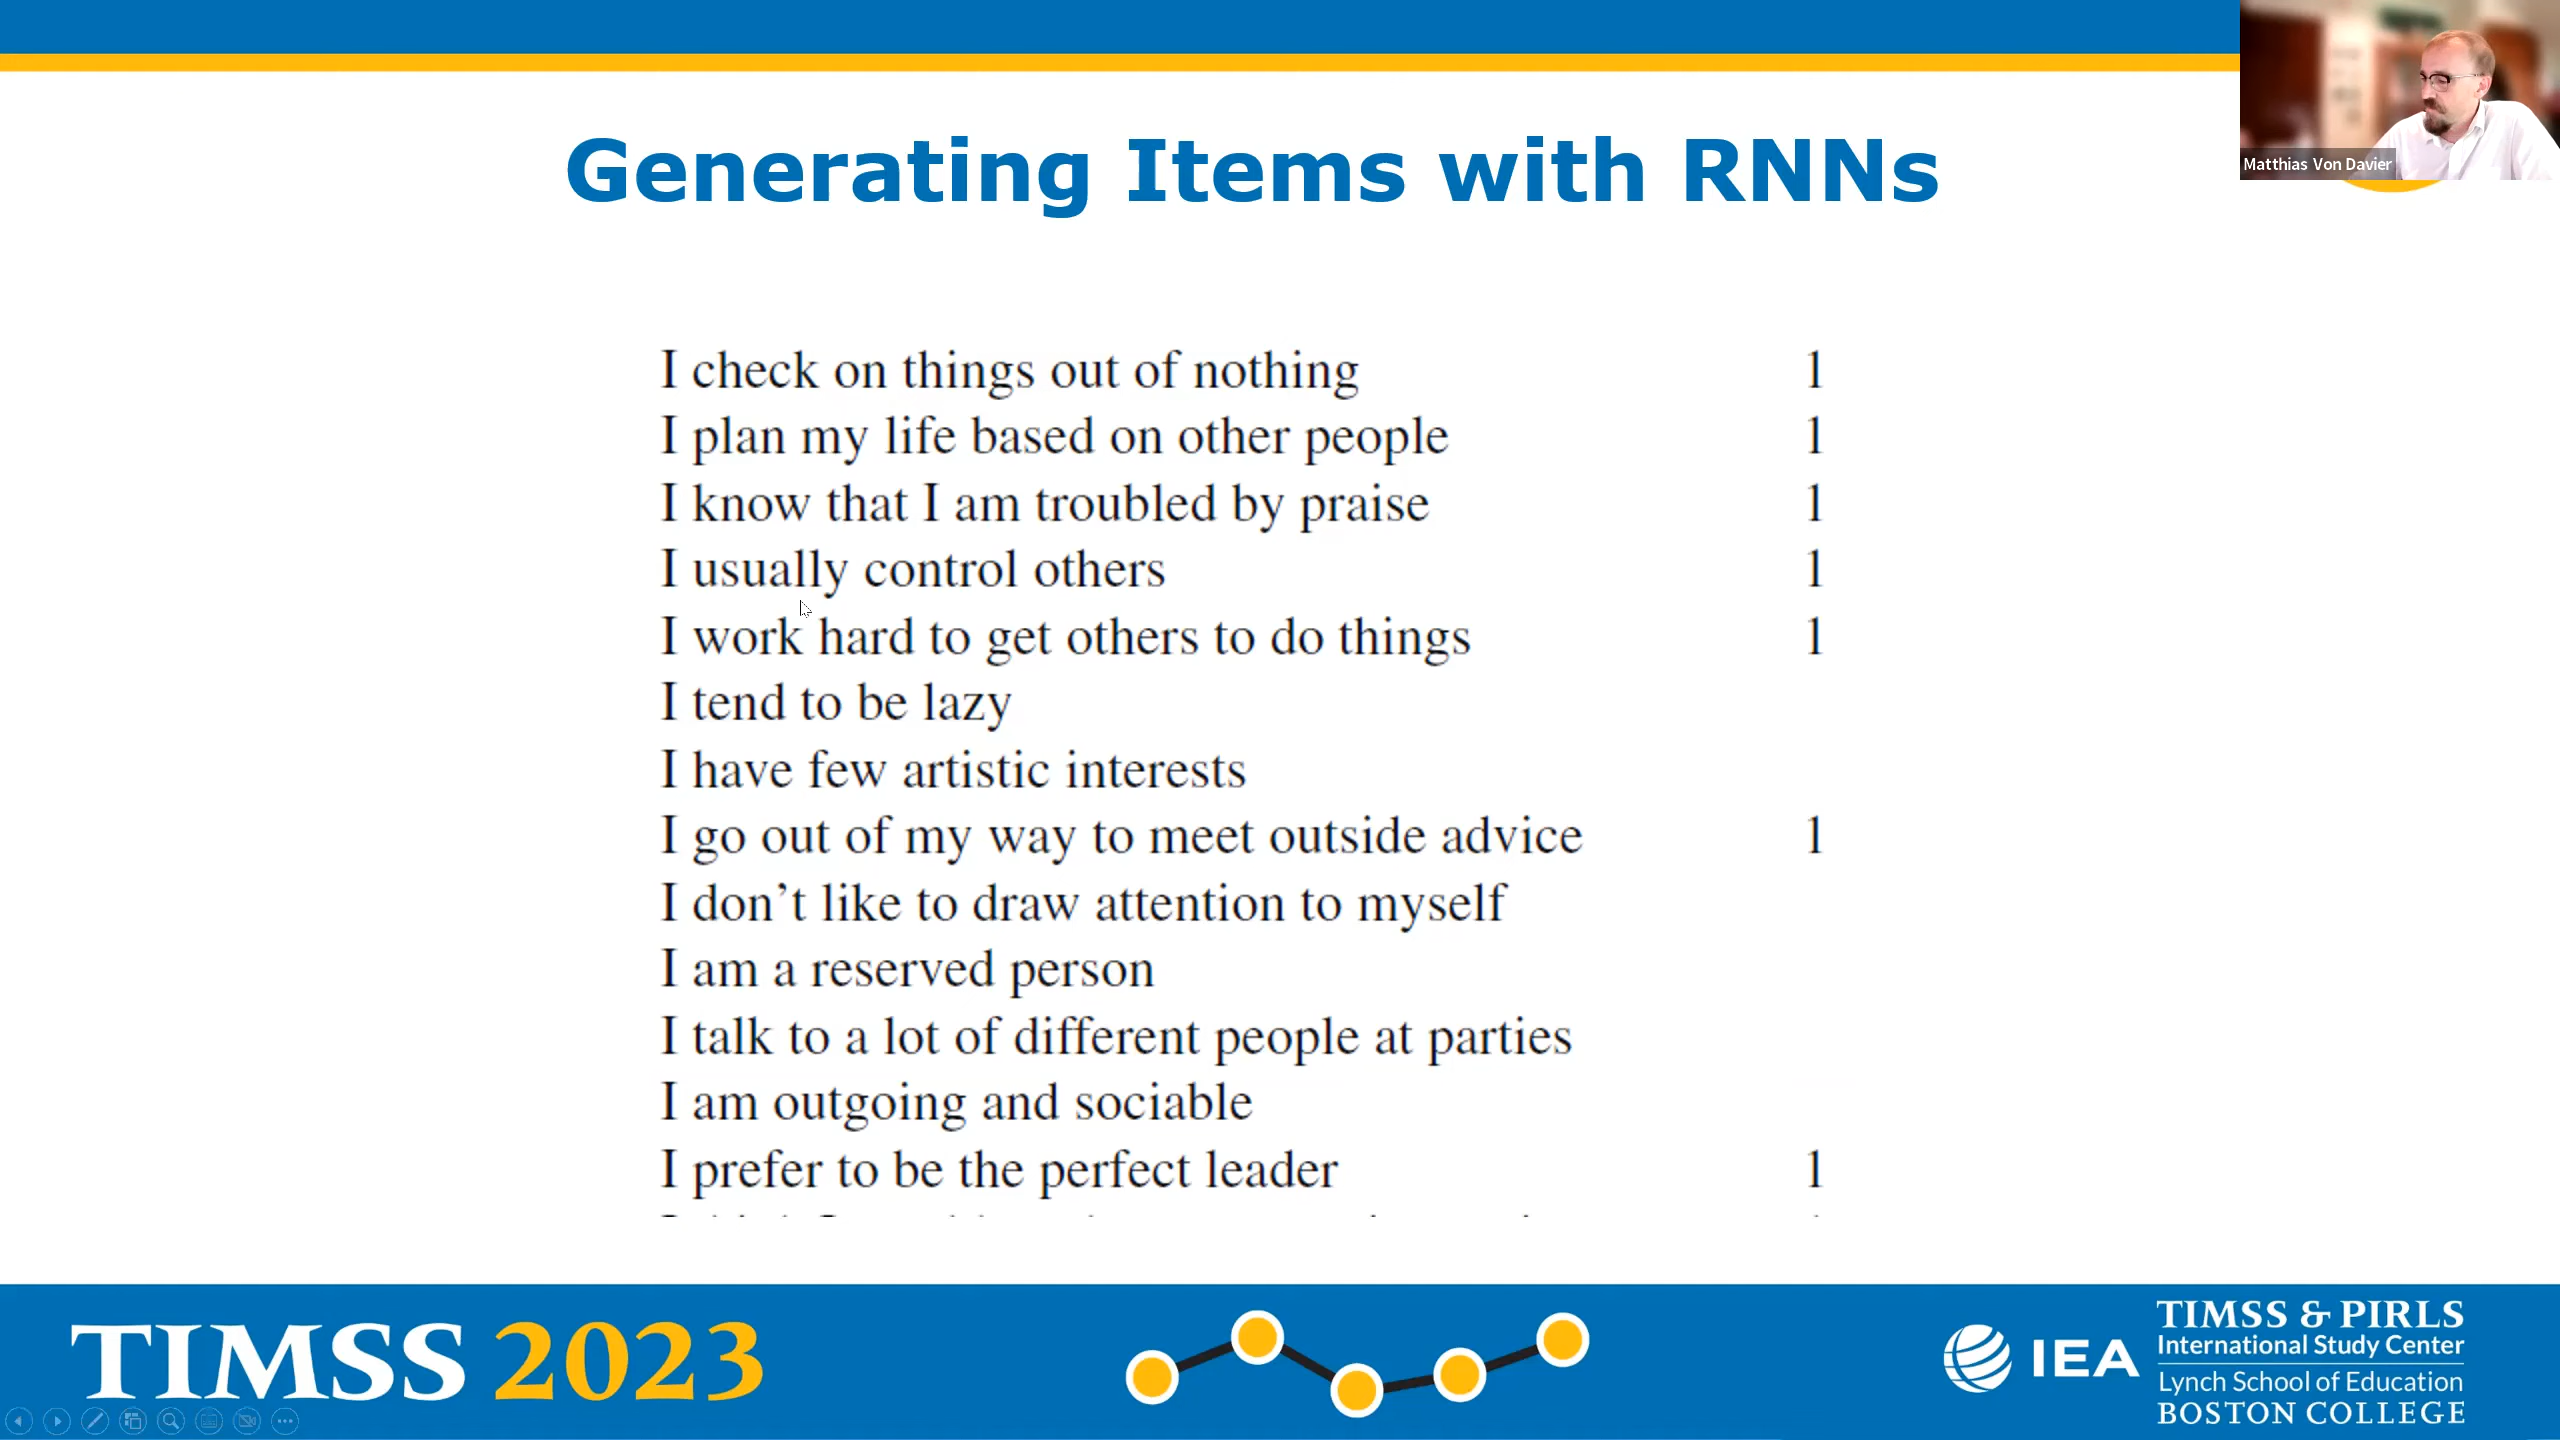 Generating Items with RNNs
Matthias Von Davier
I check on things out of nothing 1
I plan my life based on other people 1
I know that I am troubled by praise 1
I usually control others 1
I work hard to get others to do things 1
I tend to be lazy
I have few artistic interests
I go out of my way to meet outside advice 1
I don’t like to draw attention to myself
I am a reserved person
I talk to a lot of different people at parties
I am outgoing and sociable
I prefer to be the perfect leader 1
TIMSS 2023
IEA
TIMSS & PIRLS
International Study Center
Lynch School of Education
BOSTON COLLEGE